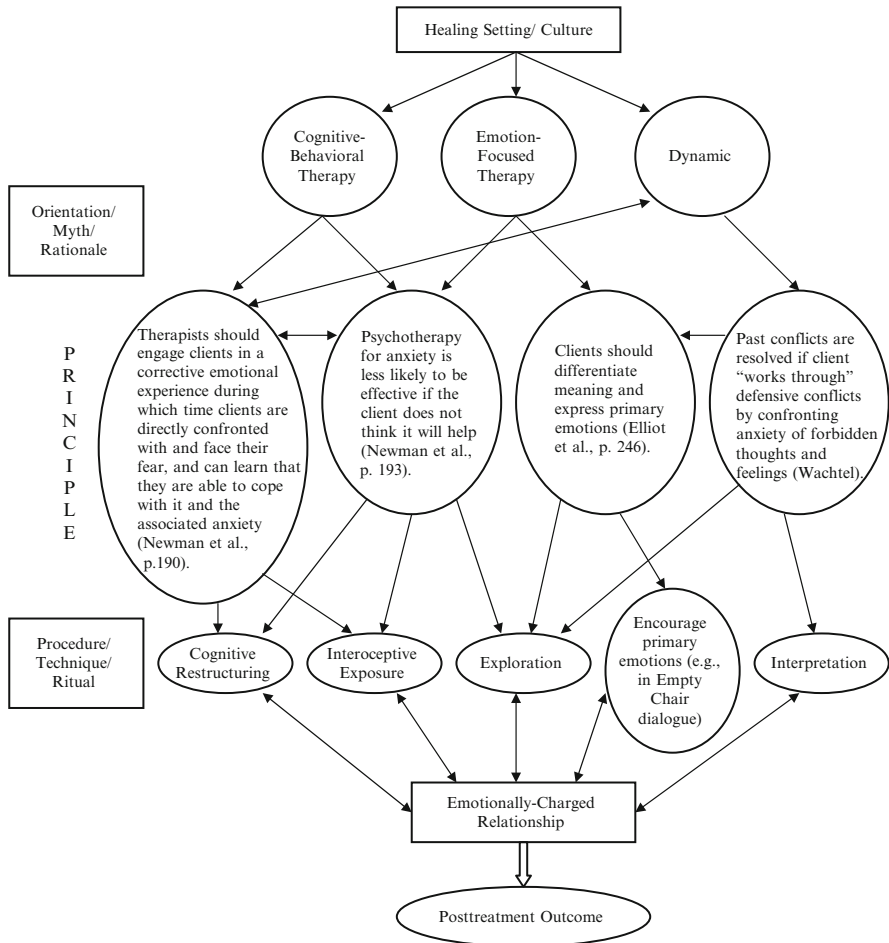 Healing Setting/ Culture
Cognitive-
Behavioral
Therapy
Emotion-
Focused
Therapy
Dynamic
Orientation/
Myth/
Rationale
P
R
I
N
C
I
P
L
E
Therapists should
engage clients in a
corrective emotional
experience during
which time clients are
directly confronted
with and face their
fear, and can learn that
they are able to cope
with it and the
associated anxiety
(Newman et al.,
p.190).
Psychotherapy
for anxiety is
less likely to be
effective if the
client does not
think it will help
(Newman et al.,
p. 193).
Clients should
differentiate
meaning and
express primary
emotions (Elliot
et al., p. 246).
Past conflicts are
resolved if client
“works through”
defensive conflicts
by confronting
anxiety of forbidden
thoughts and
feelings (Wachtel).
Procedure/
Technique/
Ritual
Cognitive
Restructuring
Interoceptive
Exposure
Exploration
Encourage
primary
emotions (e.g.,
in Empty
Chair
dialogue)
Interpretation
Emotionally-Charged
Relationship
Posttreatment Outcome